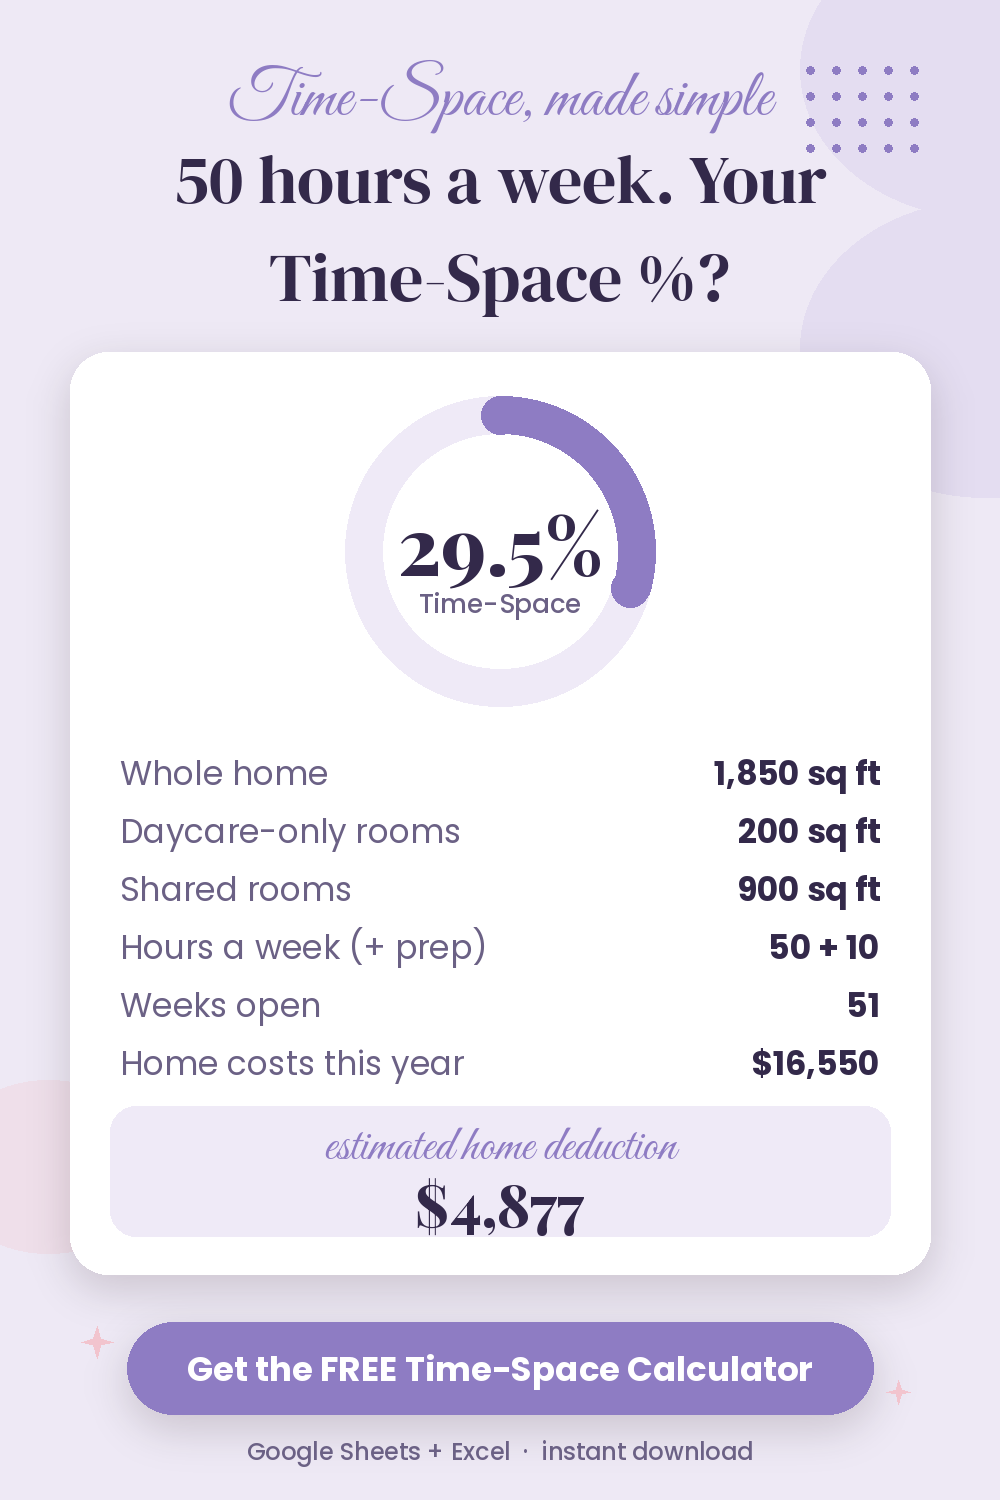 Time-Space, made simple
50 hours a week. Your
Time-Space %?
29.5%
Time-Space
Whole home 1,850 sq ft
Daycare-only rooms 200 sq ft
Shared rooms 900 sq ft
Hours a week (+ prep) 50 + 10
Weeks open 51
Home costs this year $16,550
estimated home deduction
$4,877
Get the FREE Time-Space Calculator
Google Sheets + Excel · instant download